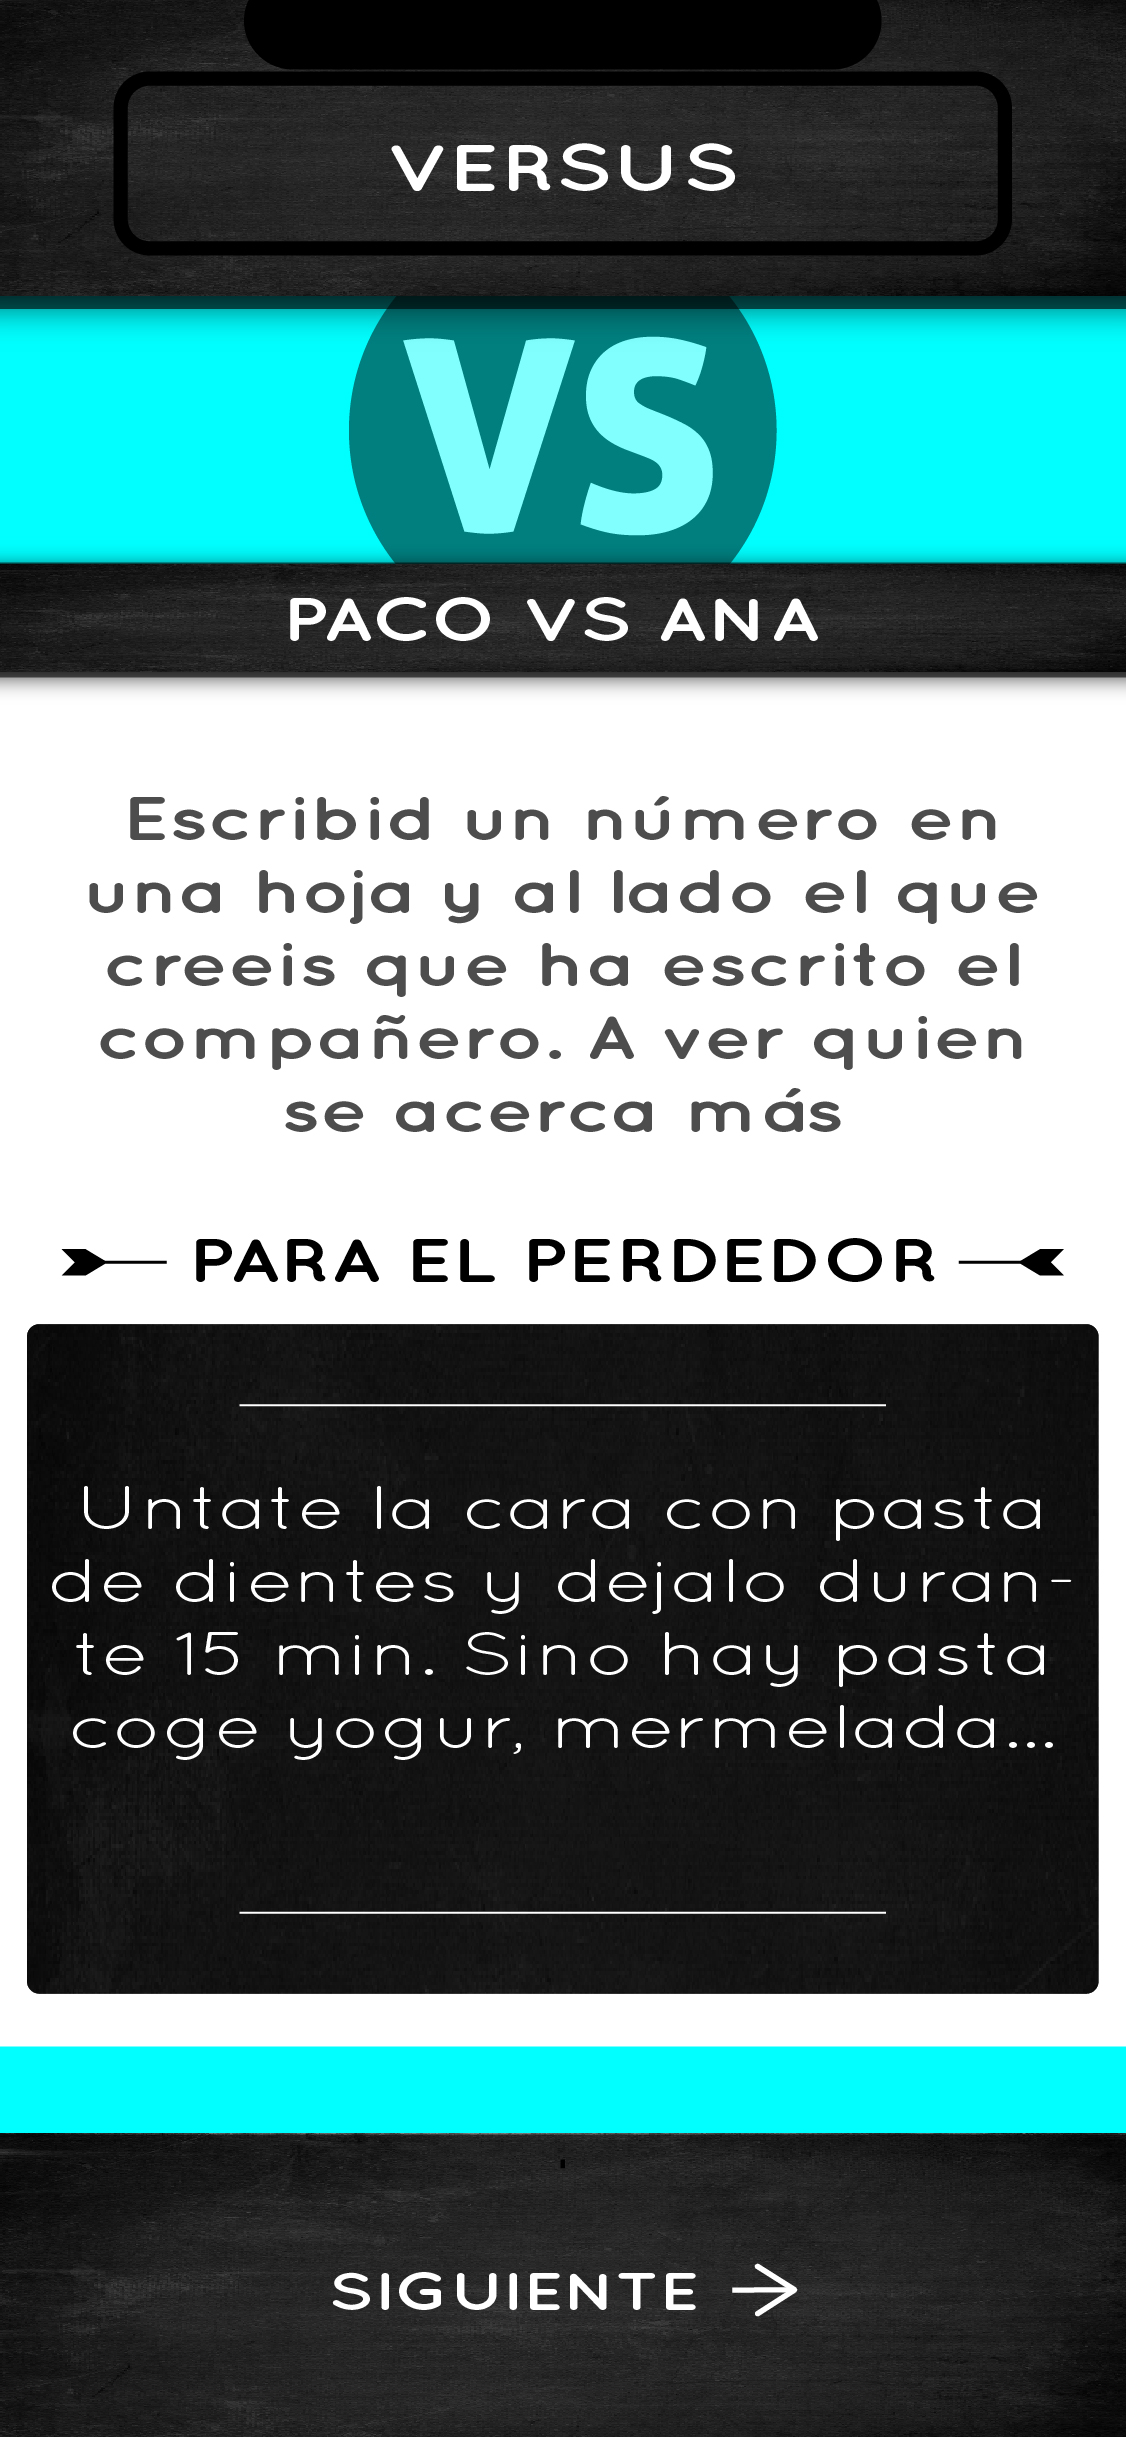 VERSUS
VS
PACO VS ANA
Escribid un número en
una hoja y al lado el que
creeis que ha escrito el
compañero. A ver quien
se acerca más
PARA EL PERDEDOR
Untate la cara con pasta
de dientes y dejalo duran-
te 15 min. Sino hay pasta
coge yogur, mermelada...
SIGUIENTE →